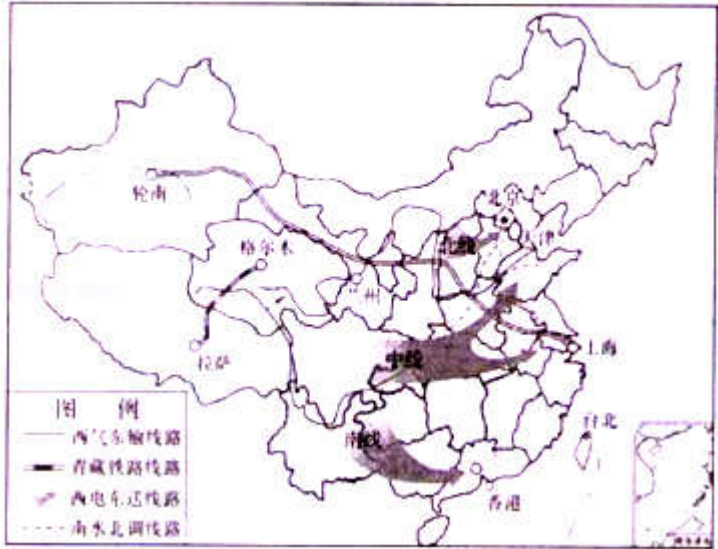 北京
天津
北线
轮南
格尔木
兰州
拉萨
中线
上海
南线
台北
香港
图 例
西气东输线路
青藏铁路线路
西电东送线路
南水北调线路